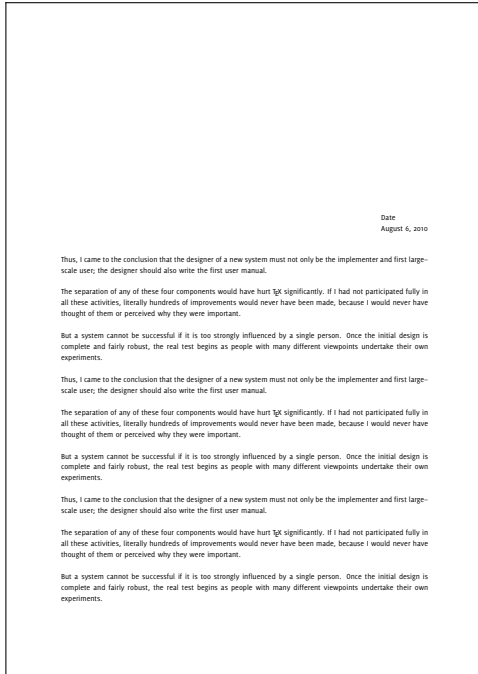 Date
August 6, 2010
Thus, I came to the conclusion that the designer of a new system must not only be the implementer and first large-
scale user; the designer should also write the first user manual.
The separation of any of these four components would have hurt TeX significantly. If I had not participated fully in
all these activities, literally hundreds of improvements would never have been made, because I would never have
thought of them or perceived why they were important.
But a system cannot be successful if it is too strongly influenced by a single person. Once the initial design is
complete and fairly robust, the real test begins as people with many different viewpoints undertake their own
experiments.
Thus, I came to the conclusion that the designer of a new system must not only be the implementer and first large-
scale user; the designer should also write the first user manual.
The separation of any of these four components would have hurt TeX significantly. If I had not participated fully in
all these activities, literally hundreds of improvements would never have been made, because I would never have
thought of them or perceived why they were important.
But a system cannot be successful if it is too strongly influenced by a single person. Once the initial design is
complete and fairly robust, the real test begins as people with many different viewpoints undertake their own
experiments.
Thus, I came to the conclusion that the designer of a new system must not only be the implementer and first large-
scale user; the designer should also write the first user manual.
The separation of any of these four components would have hurt TeX significantly. If I had not participated fully in
all these activities, literally hundreds of improvements would never have been made, because I would never have
thought of them or perceived why they were important.
But a system cannot be successful if it is too strongly influenced by a single person. Once the initial design is
complete and fairly robust, the real test begins as people with many different viewpoints undertake their own
experiments.